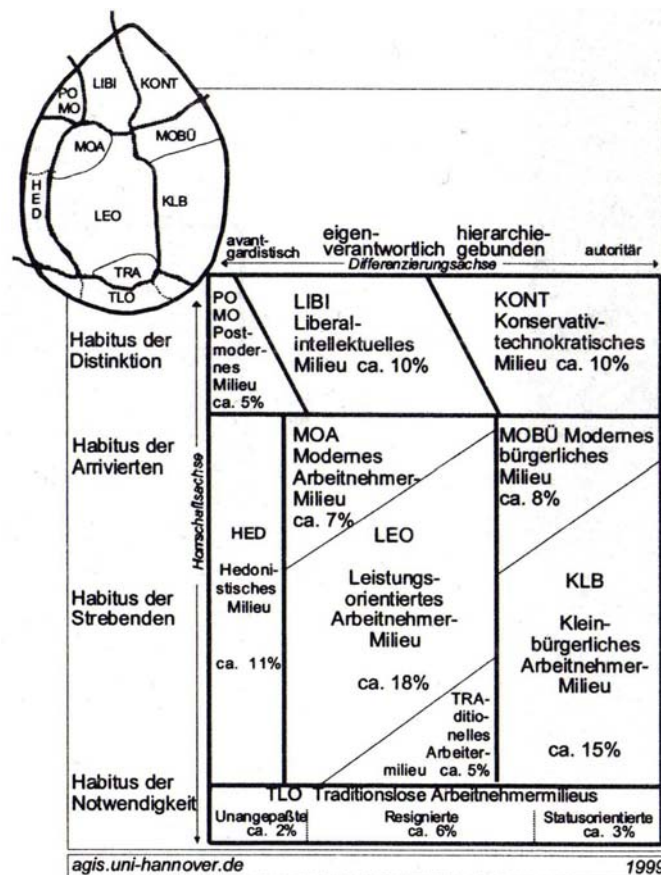 PO
MO
LIBI
KONT
MOA
MOBÜ
HED
LEO
KLB
TRA
TLO
avant-
gardistisch
eigen-
verantwortlich
hierarchie-
gebunden
autoritär
Differenzierungsachse
Herrschaftsachse
Habitus der
Distinktion
PO
MO
Post-
moder-
nes
Milieu
ca. 5%
LIBI
Liberal-
intellektuelles
Milieu ca. 10%
KONT
Konservativ-
technokratisches
Milieu ca. 10%
Habitus der
Arrivierten
MOA
Modernes
Arbeitnehmer-
Milieu
ca. 7%
MOBÜ Modernes
bürgerliches
Milieu
ca. 8%
HED
Hedoni-
stisches
Milieu
ca. 11%
LEO
Leistungs-
orientiertes
Arbeitnehmer-
Milieu
ca. 18%
KLB
Klein-
bürgerliches
Arbeitnehmer-
Milieu
ca. 15%
Habitus der
Strebenden
TRA-
ditio-
nelles
Arbeiter-
milieu ca. 5%
Habitus der
Notwendigkeit
TLO Traditionslose Arbeitnehmermilieus
Unangepaßte
ca. 2%
Resignierte
ca. 6%
Statusorientierte
ca. 3%
agis.uni-hannover.de
1999